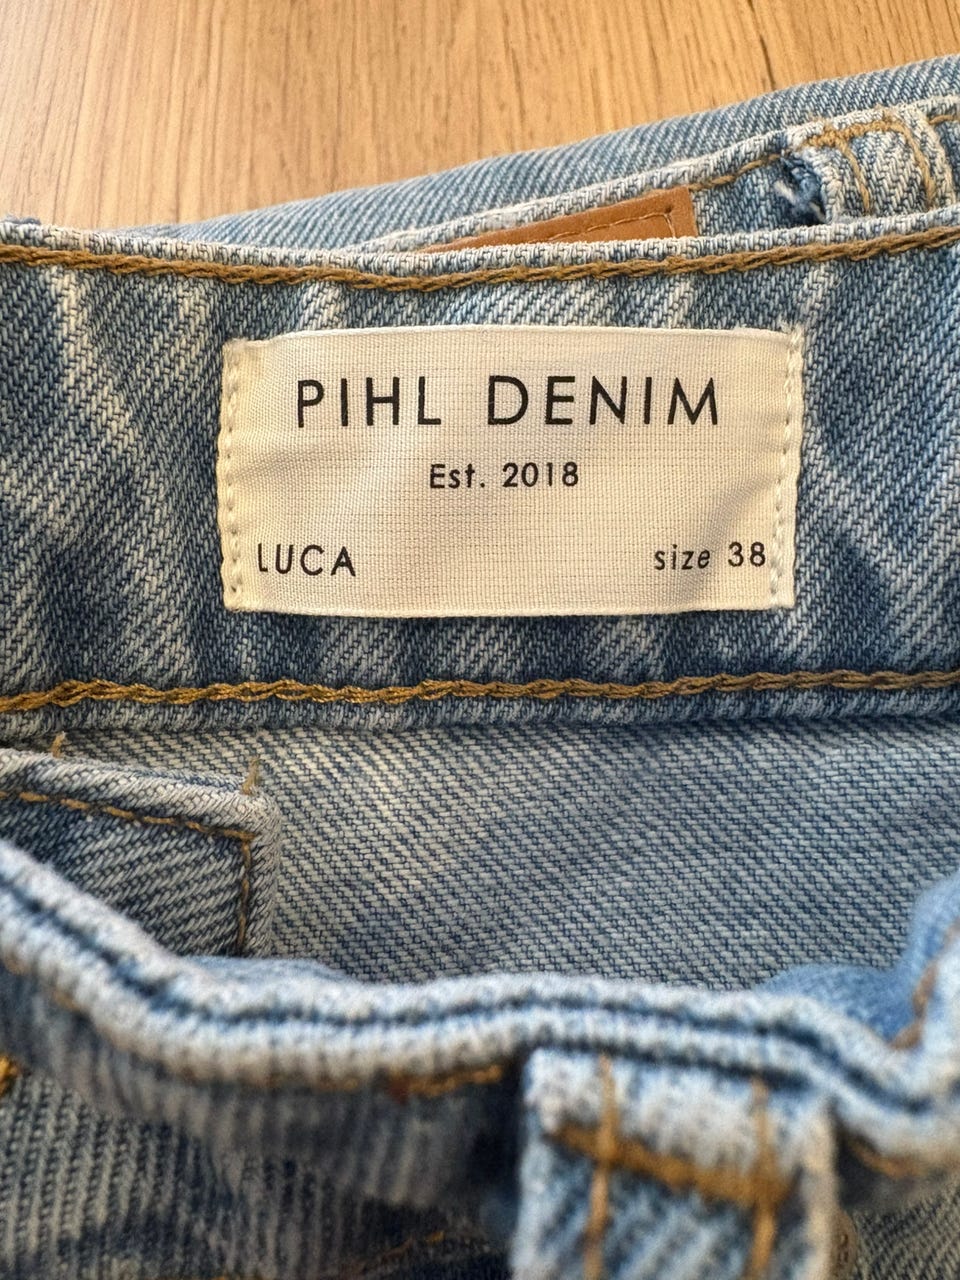 PIHL DENIM
Est. 2018
LUCA size 38